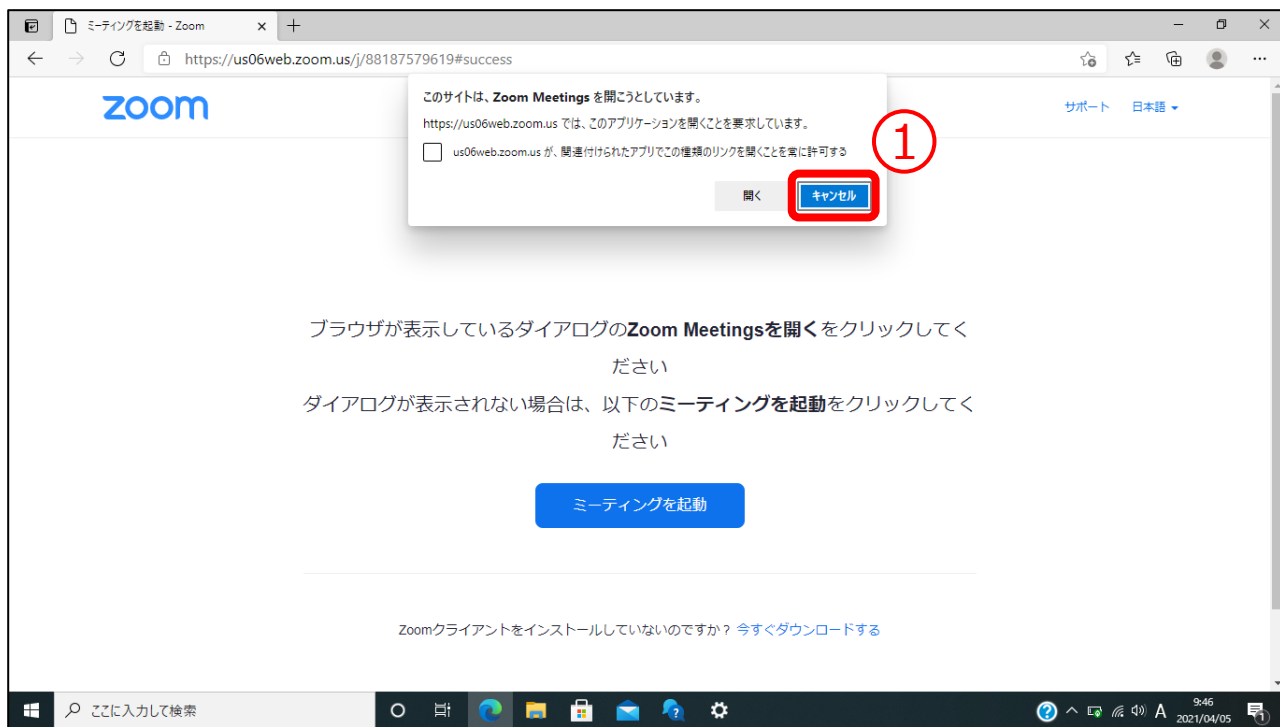 ミーティングを起動 - Zoom
https://us06web.zoom.us/j/88187579619#success
zoom
サポート 日本語
このサイトは、Zoom Meetings を開こうとしています。
https://us06web.zoom.us では、このアプリケーションを開くことを要求しています。
us06web.zoom.us が、関連付けられたアプリでこの種類のリンクを開くことを常に許可する
開く キャンセル
①
ブラウザが表示しているダイアログのZoom Meetingsを開くをクリックしてく
ださい
ダイアログが表示されない場合は、以下のミーティングを起動をクリックしてく
ださい
ミーティングを起動
Zoomクライアントをインストールしていないのですか？ 今すぐダウンロードする
ここに入力して検索
A
9:46
2021/04/05
1